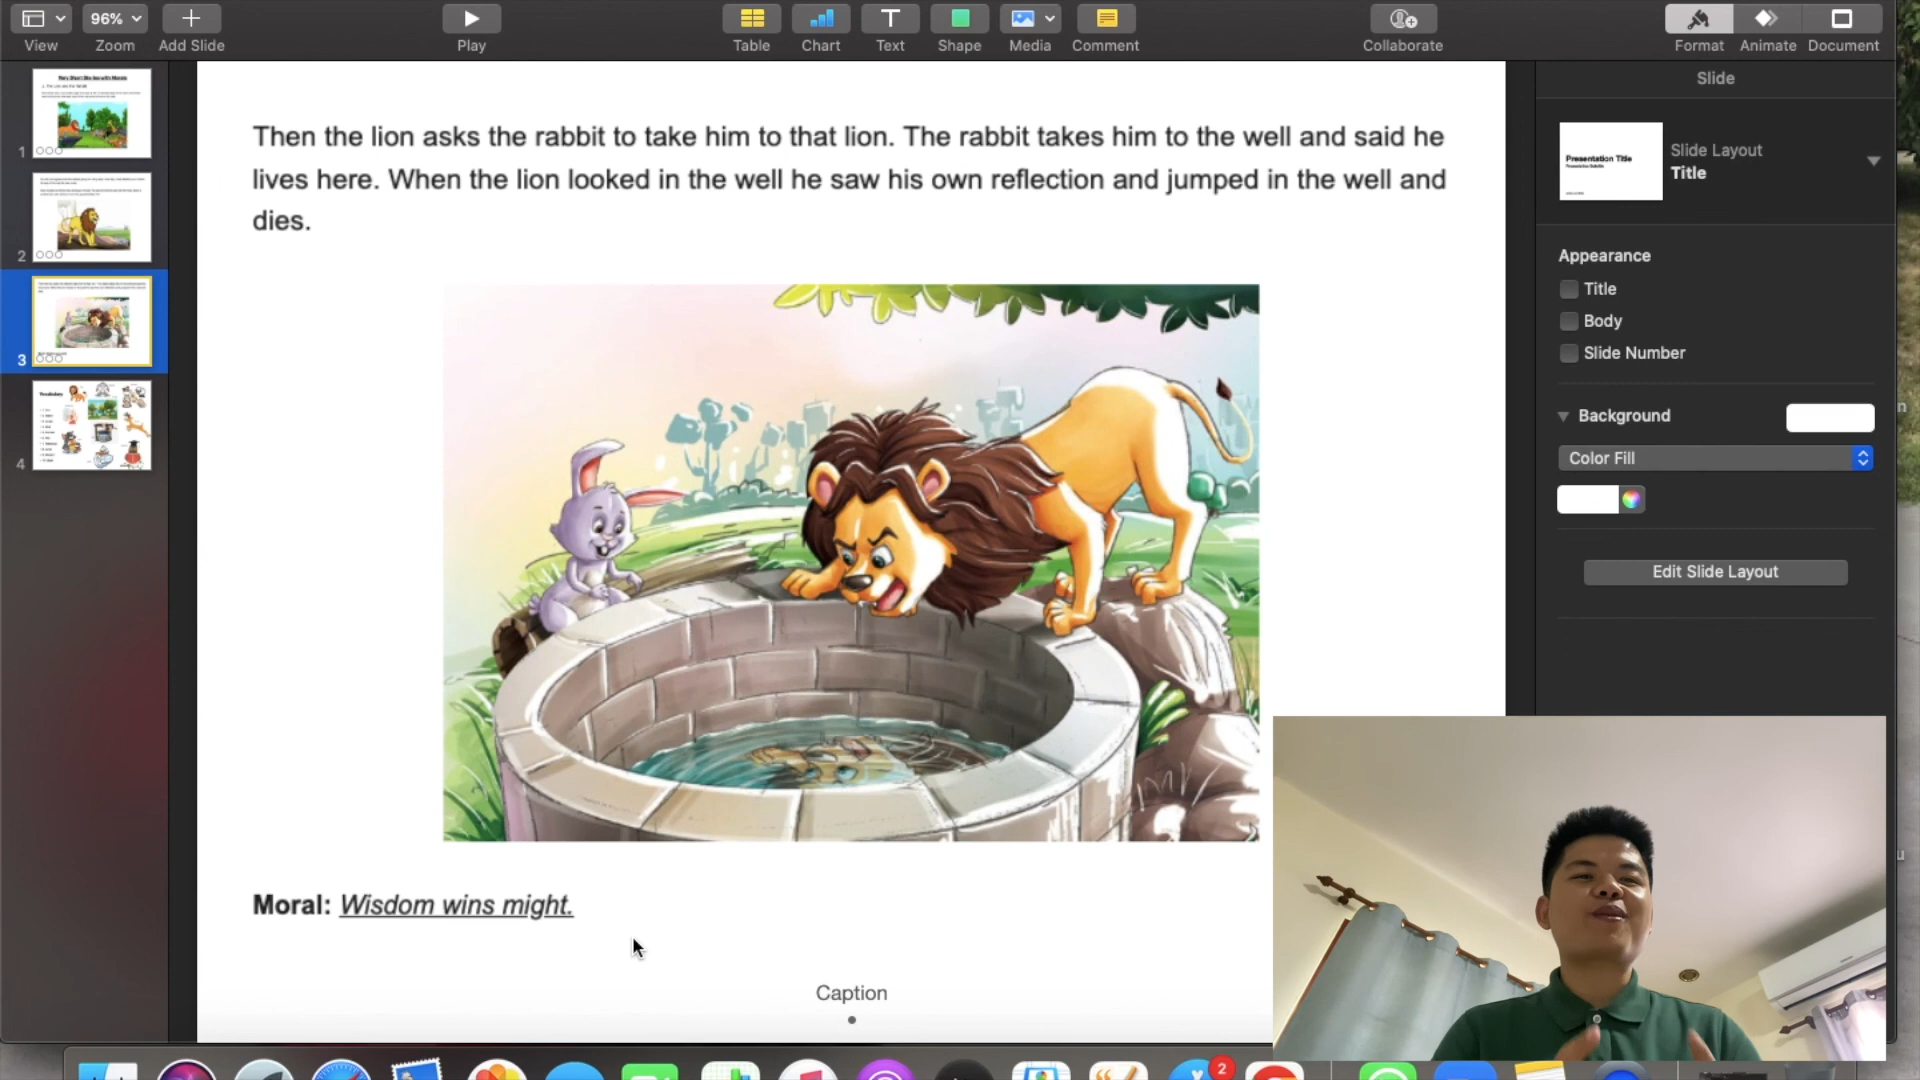 96%
View
Zoom
Add Slide
Play
Table
Chart
Text
Shape
Media
Comment
Collaborate
Format
Animate
Document
1
2
3
4
Vocabulary
Then the lion asks the rabbit to take him to that lion. The rabbit takes him to the well and said he
lives here. When the lion looked in the well he saw his own reflection and jumped in the well and
dies.
Moral: Wisdom wins might.
Caption
Slide
Presentation Title
Slide Layout
Title
Appearance
Title
Body
Slide Number
Background
Color Fill
Edit Slide Layout
2